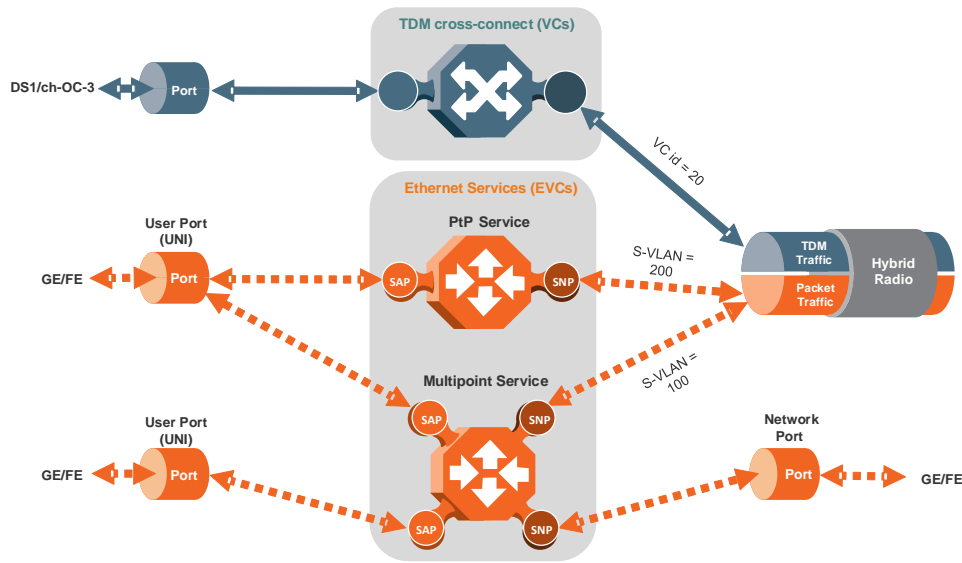 TDM cross-connect (VCs)
DS1/ch-OC-3
Port
VC id = 20
Ethernet Services (EVCs)
PtP Service
User Port
(UNI)
GE/FE
Port
SAP
SNP
S-VLAN =
200
TDM
Traffic
Packet
Traffic
Hybrid
Radio
S-VLAN =
100
Multipoint Service
SAP
SNP
User Port
(UNI)
GE/FE
Port
SAP
SNP
Network
Port
Port
GE/FE